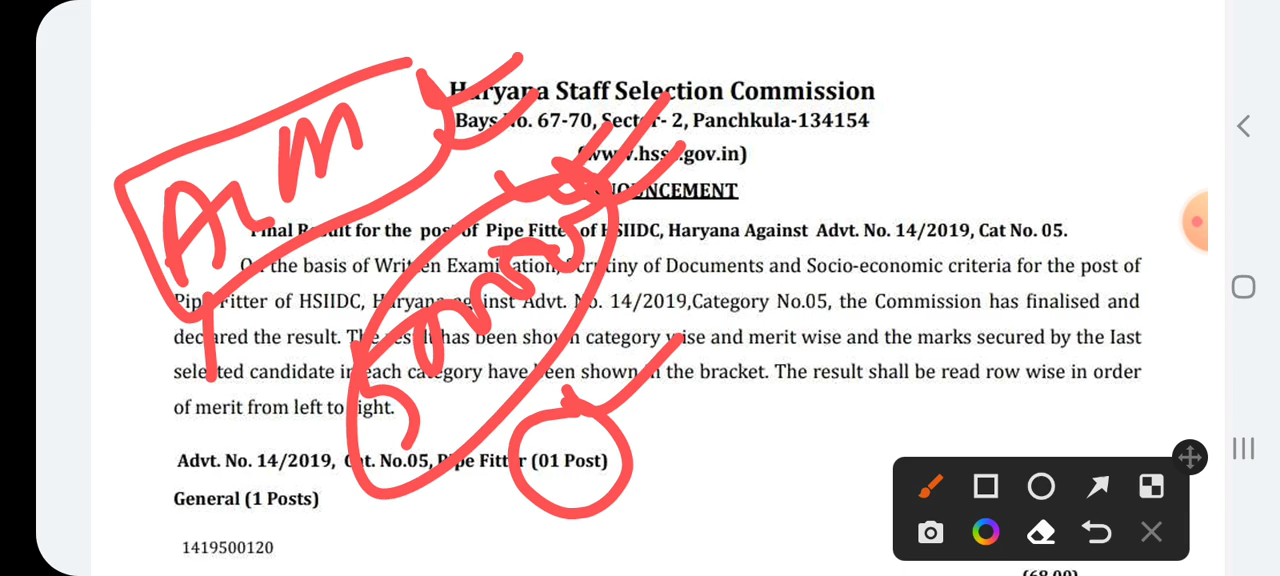 Haryana Staff Selection Commission
Bays No. 67-70, Sector- 2, Panchkula-134154
(www.hssc.gov.in)
Final Result for the post of Pipe Fitter of HSIIDC, Haryana Against Advt. No. 14/2019, Cat No. 05.
On the basis of Written Examination, Scrutiny of Documents and Socio-economic criteria for the post of
Pipe Fitter of HSIIDC, Haryana against Advt. No. 14/2019,Category No.05, the Commission has finalised and
declared the result. The result has been shown category wise and merit wise and the marks secured by the last
selected candidate in each category have been shown in the bracket. The result shall be read row wise in order
of merit from left to right.
Advt. No. 14/2019, Cat. No.05, Pipe Fitter (01 Post)
General (1 Posts)
1419500120
(68.00)